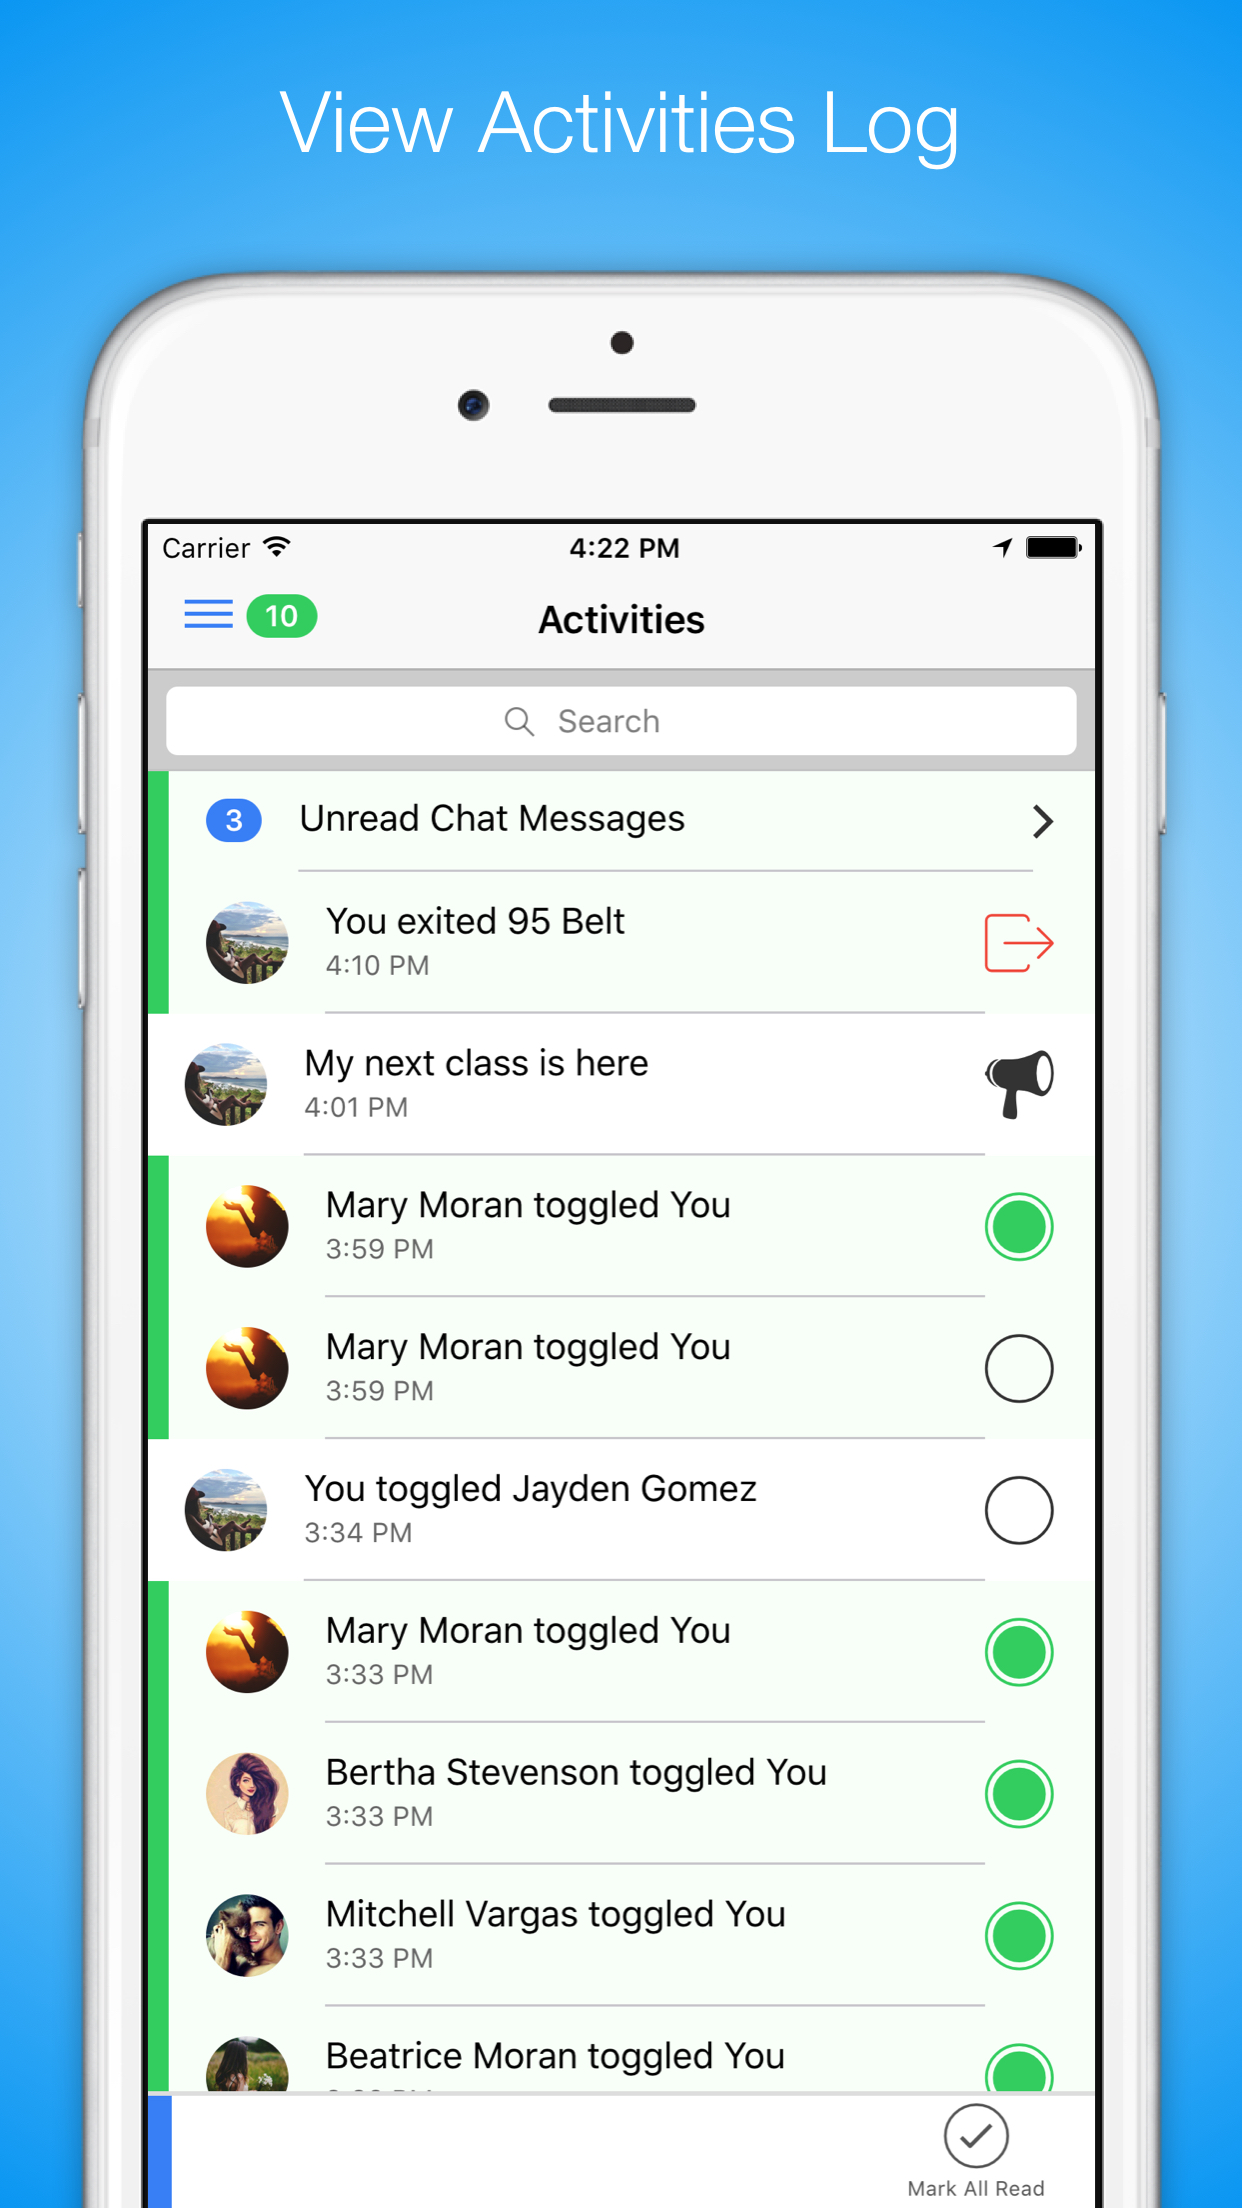 View Activities Log
Carrier 4:22 PM
10 Activities
Search
3 Unread Chat Messages
You exited 95 Belt
4:10 PM
My next class is here
4:01 PM
Mary Moran toggled You
3:59 PM
Mary Moran toggled You
3:59 PM
You toggled Jayden Gomez
3:34 PM
Mary Moran toggled You
3:33 PM
Bertha Stevenson toggled You
3:33 PM
Mitchell Vargas toggled You
3:33 PM
Beatrice Moran toggled You
Mark All Read